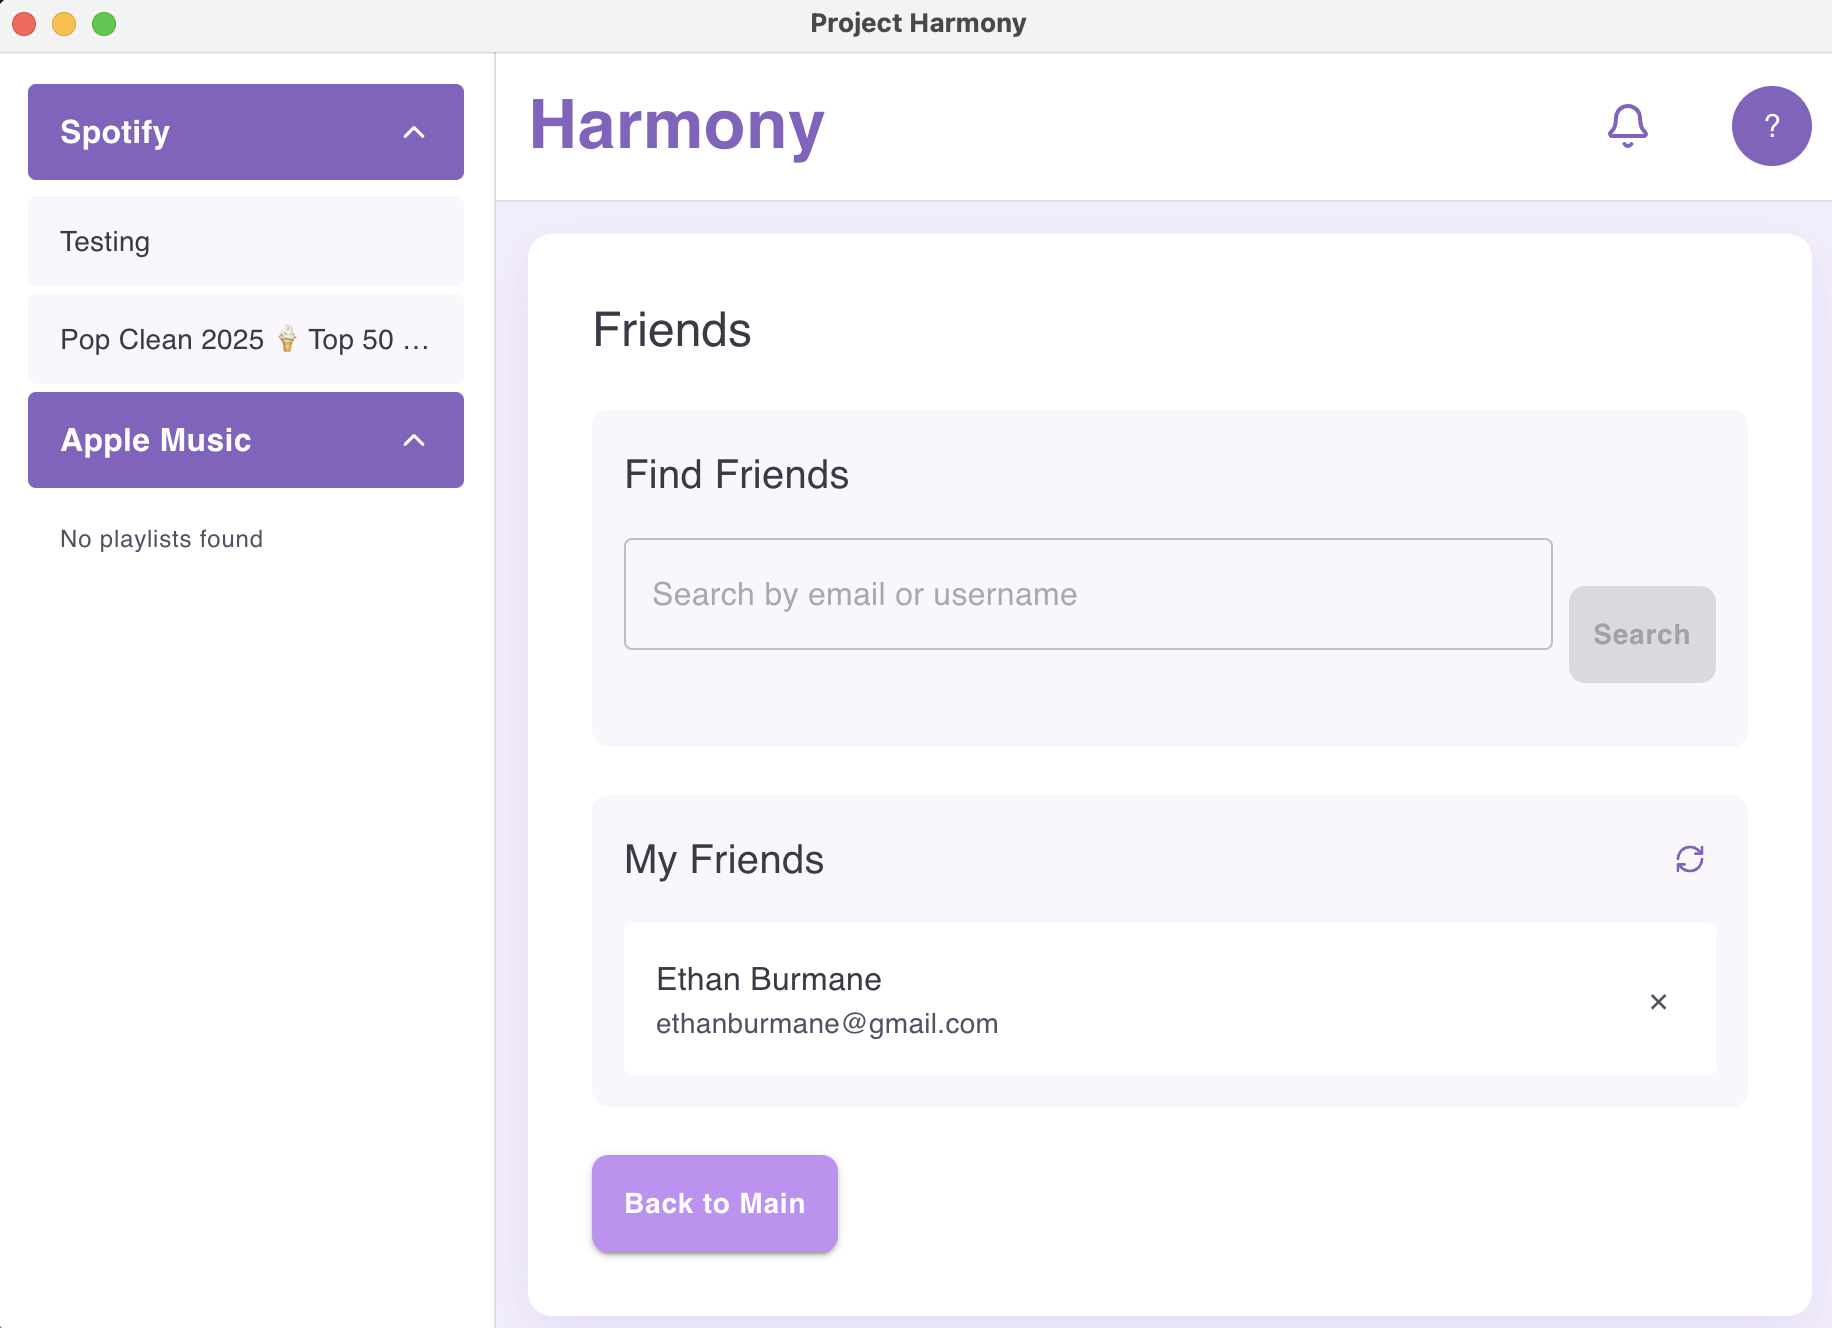 Project Harmony
Spotify
Testing
Pop Clean 2025 🍦 Top 50 …
Apple Music
No playlists found
Harmony
?
Friends
Find Friends
Search by email or username
Search
My Friends
Ethan Burmane
ethanburmane@gmail.com
Back to Main